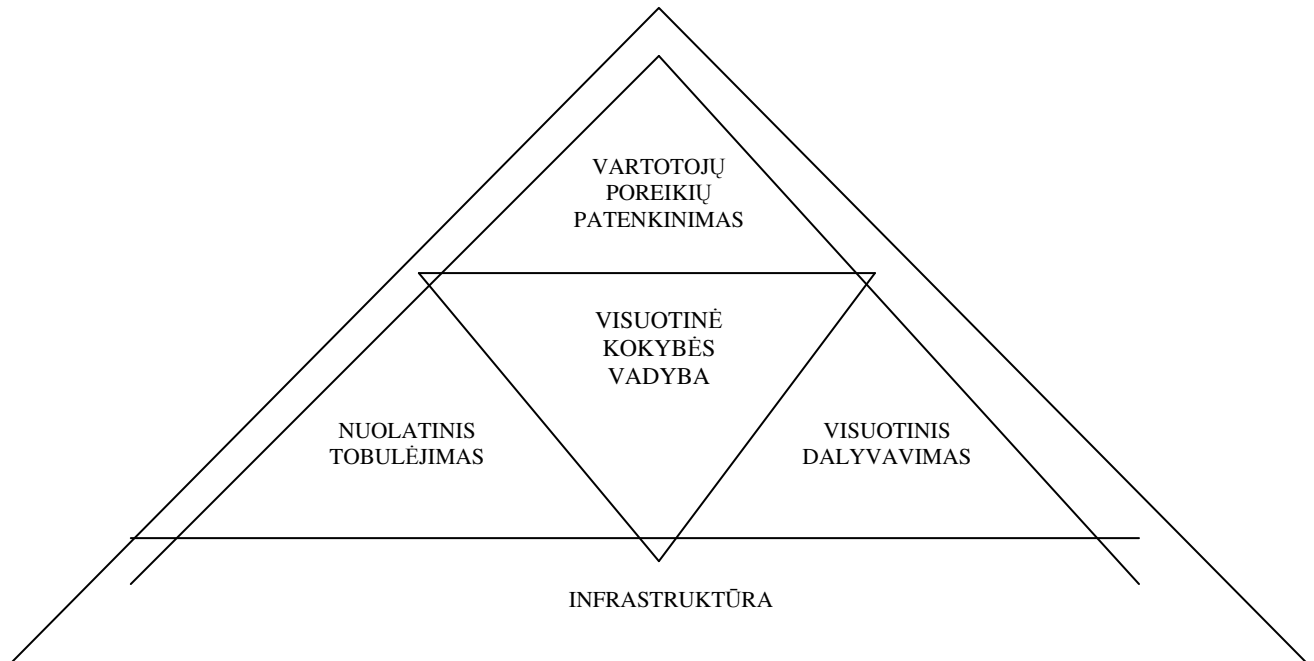 VARTOTOJŲ
POREIKIŲ
PATENKINIMAS
VISUOTINĖ
KOKYBĖS
VADYBA
NUOLATINIS
TOBULĖJIMAS
VISUOTINIS
DALYVAVIMAS
INFRASTRUKTŪRA